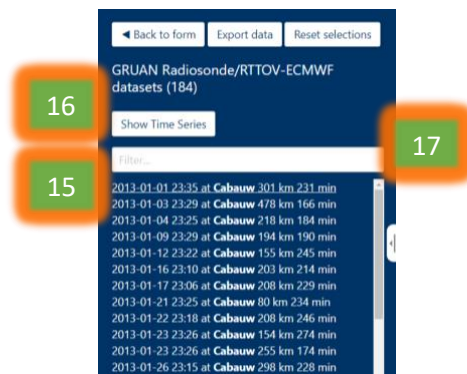 ◄ Back to form Export data Reset selections
GRUAN Radiosonde/RTTOV-ECMWF
datasets (184)
16
Show Time Series
17
Filter...
15
2013-01-01 23:35 at Cabauw 301 km 231 min
2013-01-03 23:29 at Cabauw 478 km 166 min
2013-01-04 23:25 at Cabauw 218 km 184 min
2013-01-09 23:29 at Cabauw 194 km 190 min
2013-01-12 23:22 at Cabauw 155 km 245 min
2013-01-16 23:10 at Cabauw 203 km 214 min
2013-01-17 23:06 at Cabauw 208 km 229 min
2013-01-21 23:25 at Cabauw 80 km 234 min
2013-01-22 23:18 at Cabauw 208 km 246 min
2013-01-23 23:26 at Cabauw 154 km 274 min
2013-01-23 23:26 at Cabauw 255 km 174 min
2013-01-26 23:15 at Cabauw 298 km 228 min